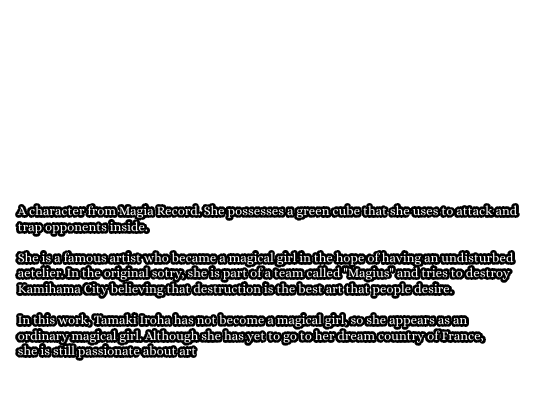 A character from Magia Record. She possesses a green cube that she uses to attack and
trap opponents inside.
She is a famous artist who became a magical girl in the hope of having an undisturbed
aetelier. In the original sotry, she is part of a team called "Magius" and tries to destroy
Kamihama City believing that destruction is the best art that people desire.
In this work, Tamaki Iroha has not become a magical girl, so she appears as an
ordinary magical girl. Although she has yet to go to her dream country of France,
she is still passionate about art